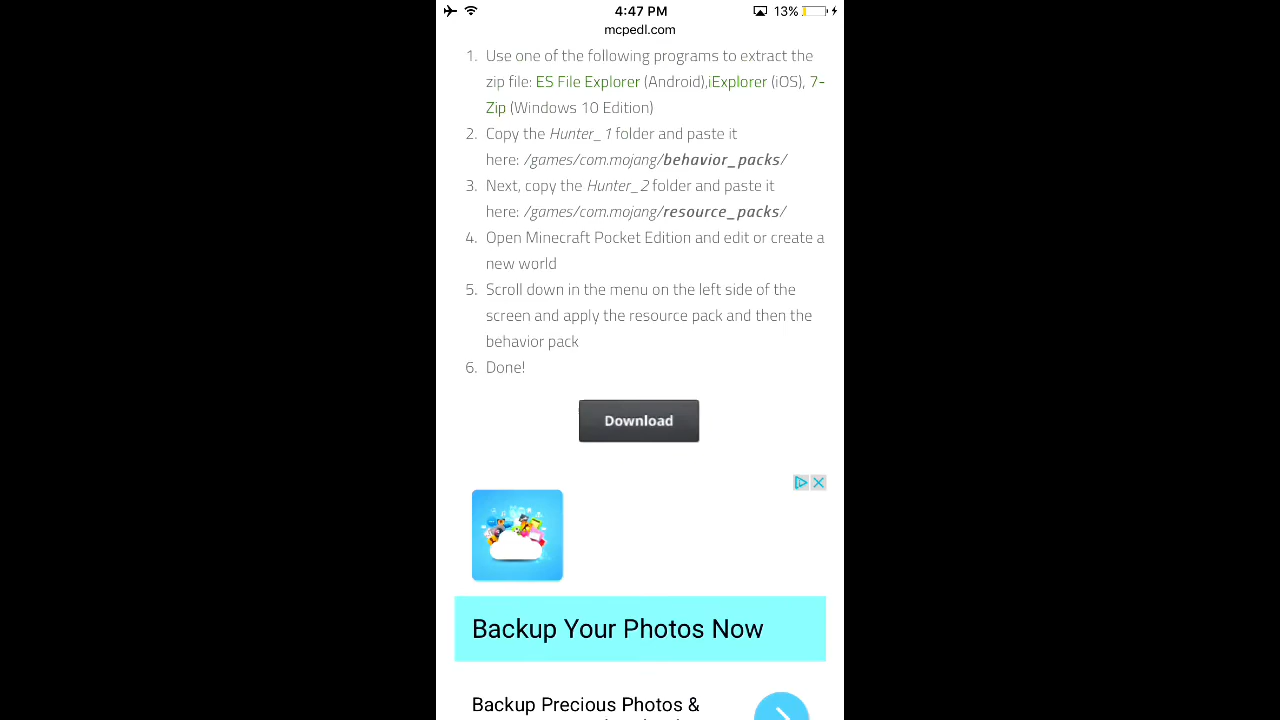 4:47 PM
13%
mcpedl.com
1. Use one of the following programs to extract the
zip file: ES File Explorer (Android),iExplorer (iOS), 7-
Zip (Windows 10 Edition)
2. Copy the Hunter_1 folder and paste it
here: /games/com.mojang/behavior_packs/
3. Next, copy the Hunter_2 folder and paste it
here: /games/com.mojang/resource_packs/
4. Open Minecraft Pocket Edition and edit or create a
new world
5. Scroll down in the menu on the left side of the
screen and apply the resource pack and then the
behavior pack
6. Done!
Download
Backup Your Photos Now
Backup Precious Photos &